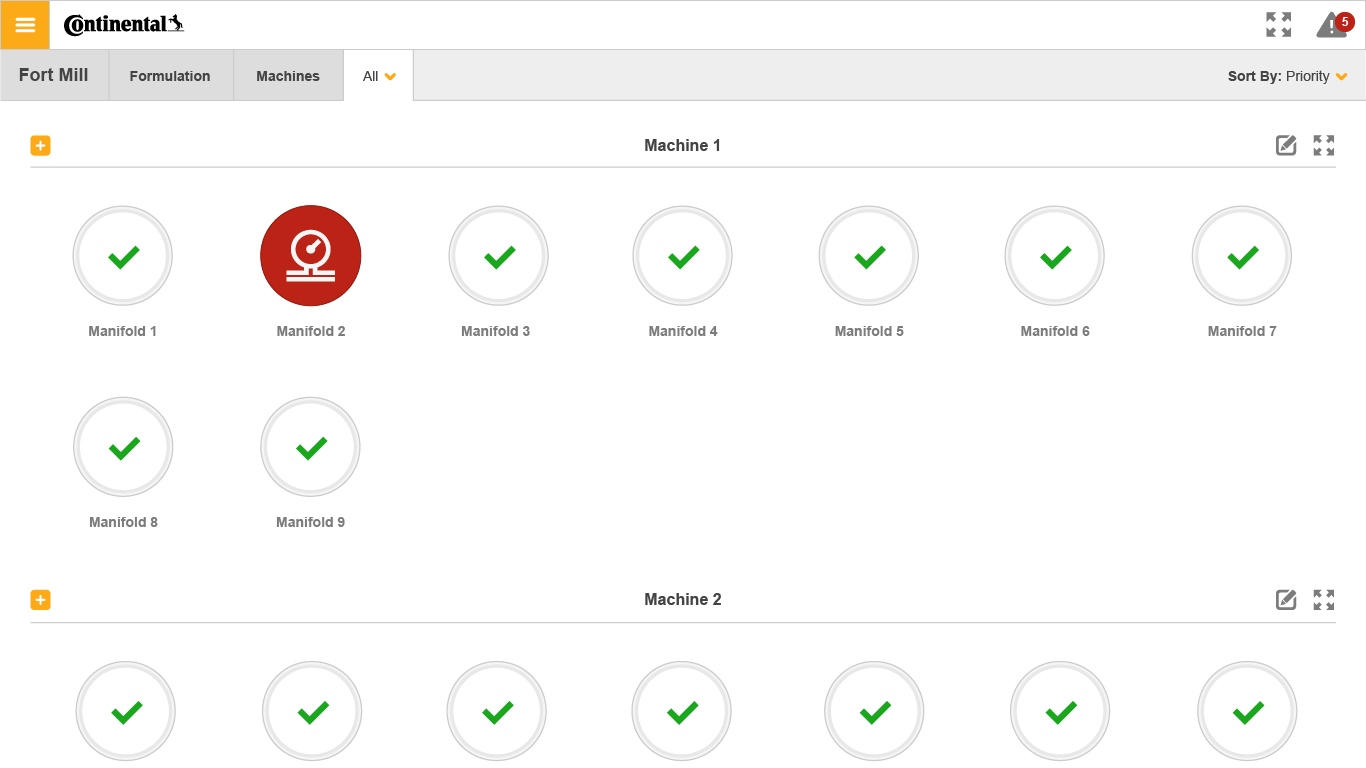 Continental
5
Fort Mill
Formulation
Machines
All
Sort By: Priority
Machine 1
Manifold 1
Manifold 2
Manifold 3
Manifold 4
Manifold 5
Manifold 6
Manifold 7
Manifold 8
Manifold 9
Machine 2